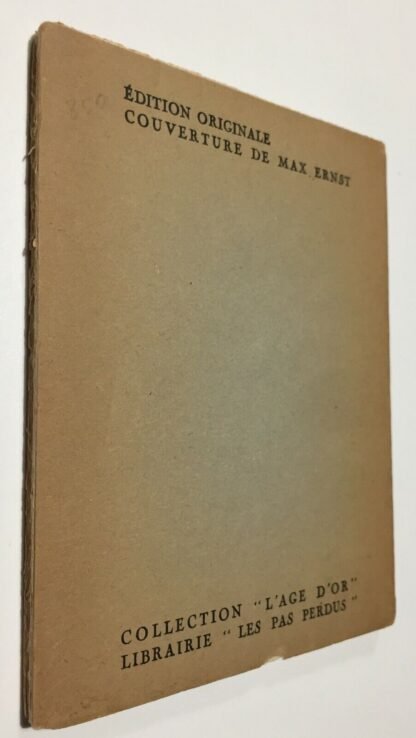 ÉDITION ORIGINALE
COUVERTURE DE MAX ERNST
COLLECTION "L'AGE D'OR"
LIBRAIRIE "LES PAS PERDUS"